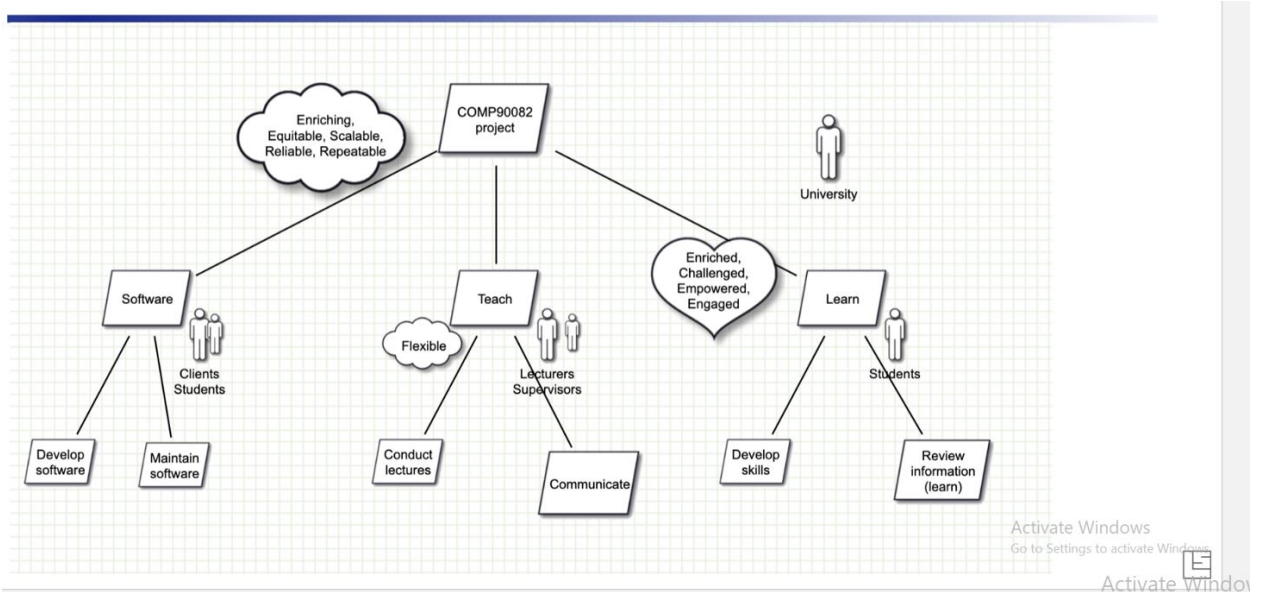 COMP90082
project
Enriching,
Equitable, Scalable,
Reliable, Repeatable
University
Enriched,
Challenged,
Empowered,
Engaged
Software
Teach
Learn
Flexible
Clients
Students
Lecturers
Supervisors
Students
Develop
software
Maintain
software
Conduct
lectures
Communicate
Develop
skills
Review
information
(learn)
Activate Windows
Go to Settings to activate Windows.
Activate Window